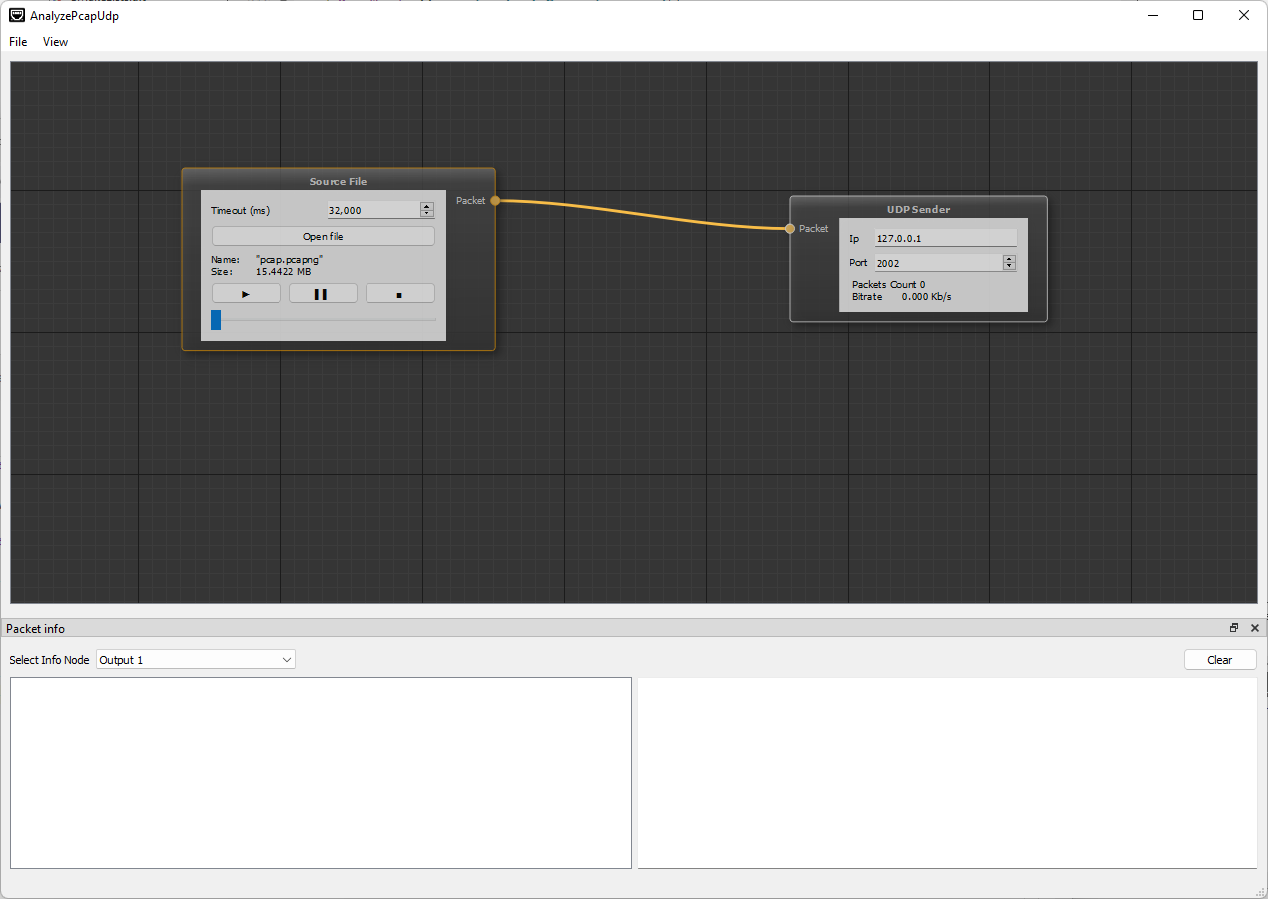 AnalyzePcapUdp
File View
Source File
Timeout (ms) 32,000
Packet
Open file
Name: "pcap.pcapng"
Size: 15.4422 MB
UDP Sender
Packet
Ip 127.0.0.1
Port 2002
Packets Count 0
Bitrate 0.000 Kb/s
Packet info
Select Info Node Output 1
Clear